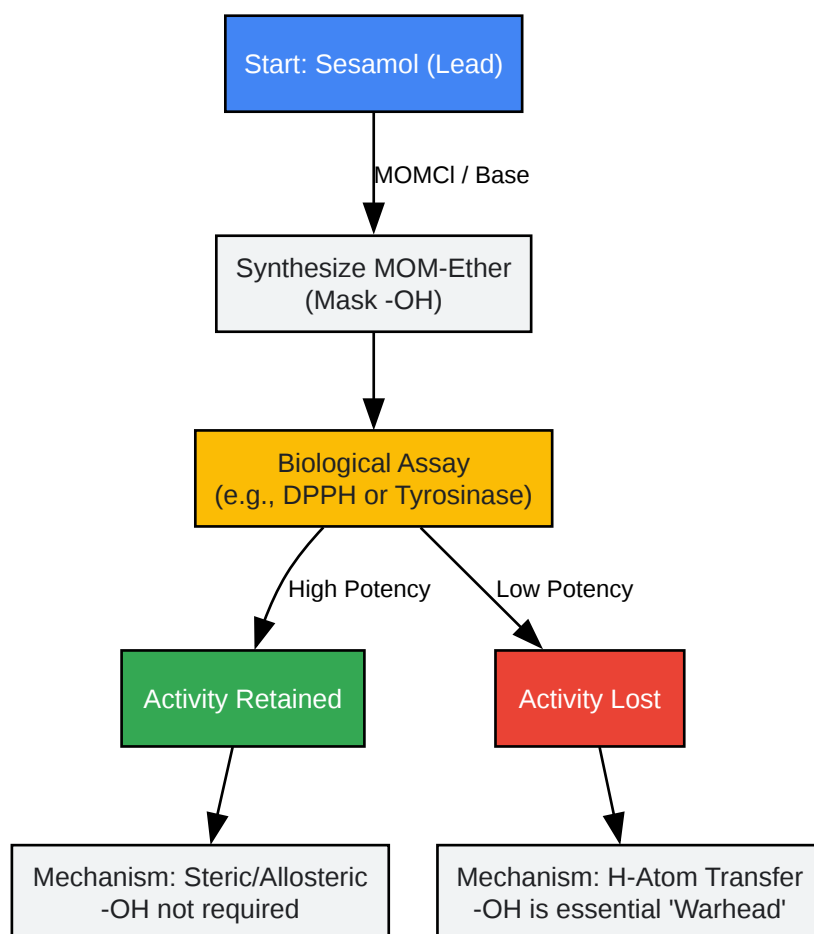 Start: Sesamol (Lead)
MOMCl / Base
Synthesize MOM-Ether
(Mask -OH)
Biological Assay
(e.g., DPPH or Tyrosinase)
High Potency
Low Potency
Activity Retained
Activity Lost
Mechanism: Steric/Allosteric
-OH not required
Mechanism: H-Atom Transfer
-OH is essential 'Warhead'